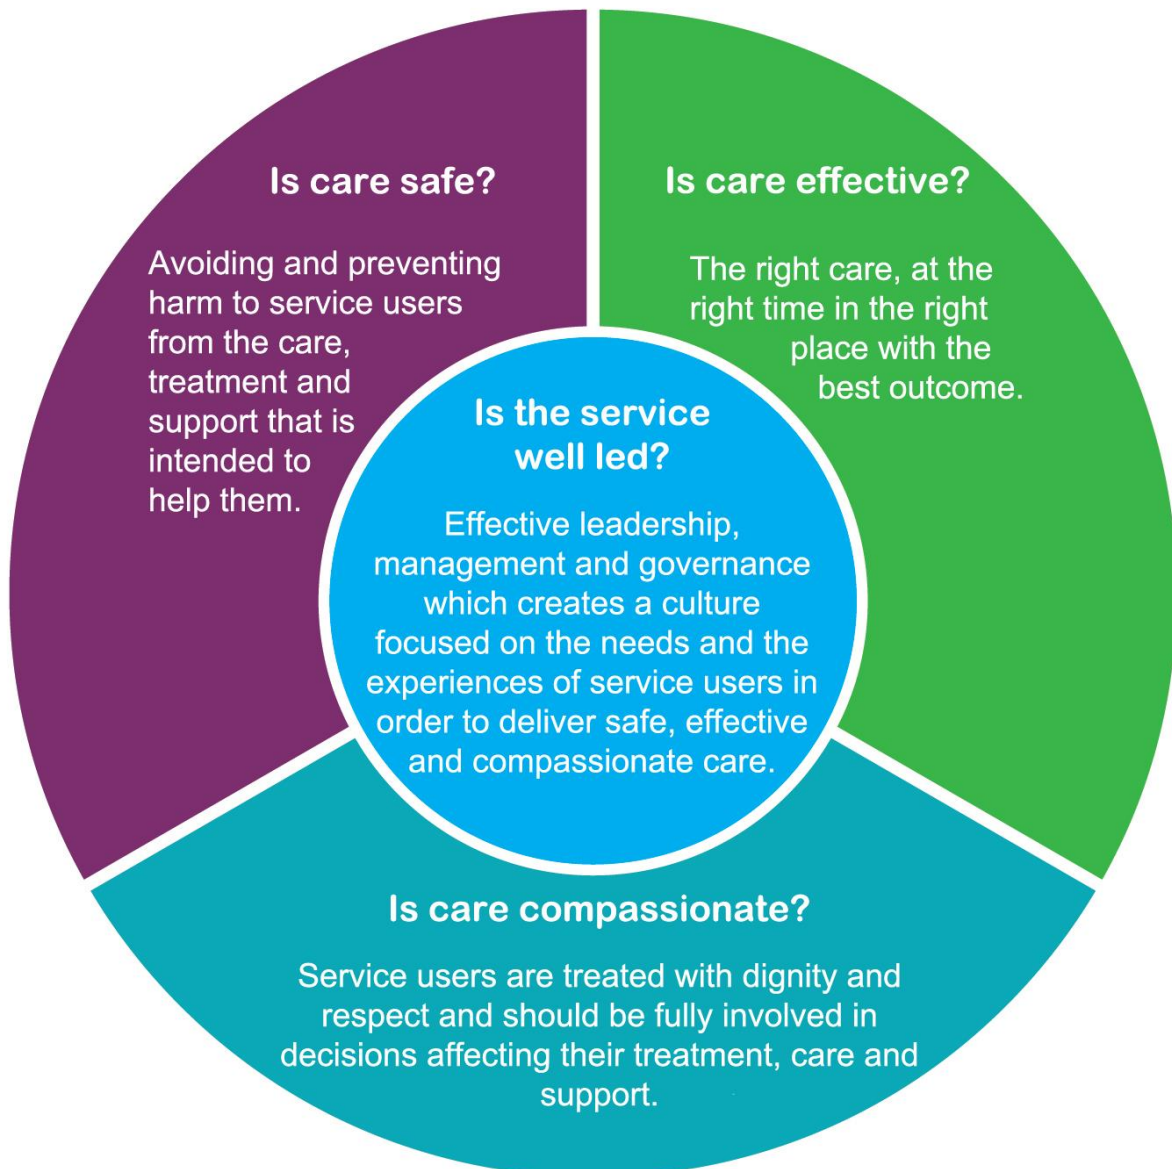 Is care safe?
Avoiding and preventing
harm to service users
from the care,
treatment and
support that is
intended to
help them.
Is care effective?
The right care, at the
right time in the right
place with the
best outcome.
Is the service
well led?
Effective leadership,
management and governance
which creates a culture
focused on the needs and the
experiences of service users in
order to deliver safe, effective
and compassionate care.
Is care compassionate?
Service users are treated with dignity and
respect and should be fully involved in
decisions affecting their treatment, care and
support.